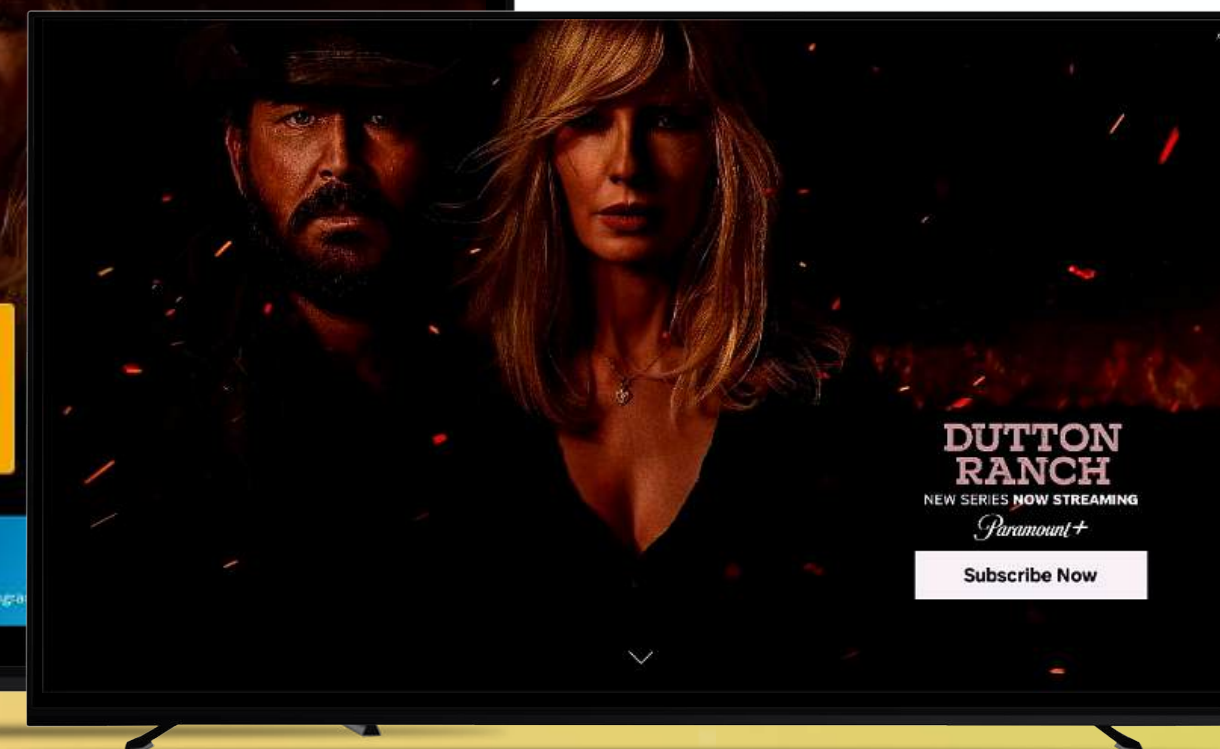 DUTTON
RANCH
NEW SERIES NOW STREAMING
Paramount+
Subscribe Now